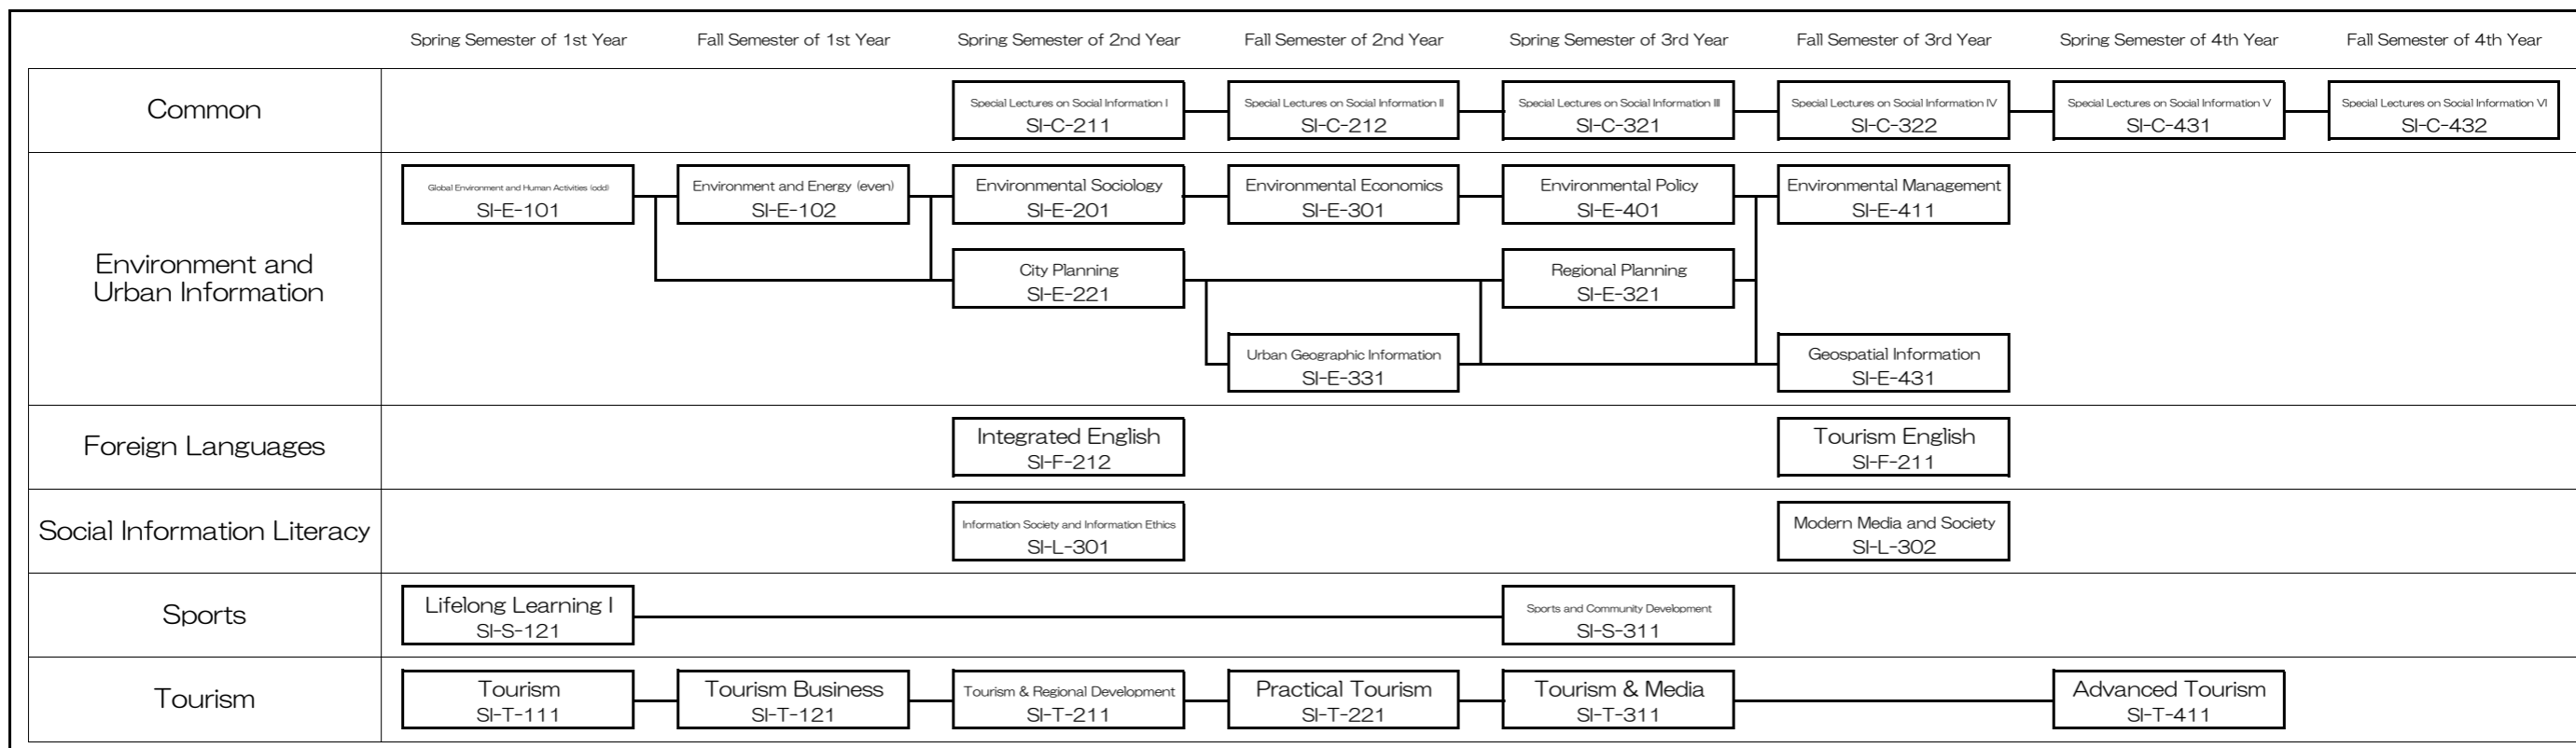 Spring Semester of 1st Year
Fall Semester of 1st Year
Spring Semester of 2nd Year
Fall Semester of 2nd Year
Spring Semester of 3rd Year
Fall Semester of 3rd Year
Spring Semester of 4th Year
Fall Semester of 4th Year
Common
Special Lectures on Social Information Ⅰ
SI-C-211
Special Lectures on Social Information Ⅱ
SI-C-212
Special Lectures on Social Information Ⅲ
SI-C-321
Special Lectures on Social Information Ⅳ
SI-C-322
Special Lectures on Social Information Ⅴ
SI-C-431
Special Lectures on Social Information Ⅵ
SI-C-432
Environment and
Urban Information
Global Environment and Human Activities (odd)
SI-E-101
Environment and Energy (even)
SI-E-102
Environmental Sociology
SI-E-201
Environmental Economics
SI-E-301
Environmental Policy
SI-E-401
Environmental Management
SI-E-411
City Planning
SI-E-221
Regional Planning
SI-E-321
Urban Geographic Information
SI-E-331
Geospatial Information
SI-E-431
Foreign Languages
Integrated English
SI-F-212
Tourism English
SI-F-211
Social Information Literacy
Information Society and Information Ethics
SI-L-301
Modern Media and Society
SI-L-302
Sports
Lifelong Learning I
SI-S-121
Sports and Community Development
SI-S-311
Tourism
Tourism
SI-T-111
Tourism Business
SI-T-121
Tourism & Regional Development
SI-T-211
Practical Tourism
SI-T-221
Tourism & Media
SI-T-311
Advanced Tourism
SI-T-411